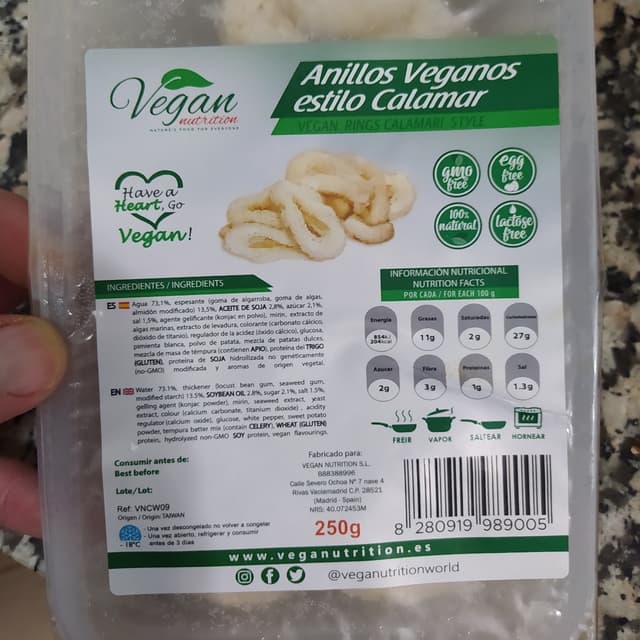 Vegan
nutrition
NATURE'S FOOD FOR EVERYONE
Anillos Veganos
estilo Calamar
VEGAN RINGS CALAMARI STYLE
Have a
Heart, Go
Vegan!
gmo
free
egg
free
100%
natural
lactose
free
INGREDIENTES / INGREDIENTS
ES Agua 73,1%, espesante (goma de algarroba, goma de algas,
almidón modificado) 13,5%, ACEITE DE SOJA 2,8%, azúcar 2,1%,
sal 1,5%, agente gelificante (konjac en polvo), mirin, extracto de
algas marinas, extracto de levadura, colorante (carbonato cálcico,
dióxido de titanio), regulador de la acidez (óxido cálcico), glucosa,
pimienta blanca, polvo de patata, mezcla de patatas dulces,
mezcla de masa de témpura (contienen APIO), proteína del TRIGO
(GLUTEN), proteína de SOJA hidrolizada no genéticamente
(no-GMO) modificada y aromas de origen vegetal.
EN Water 73.1%, thickener (locust bean gum, seaweed gum,
modified starch) 13.5%, SOYBEAN OIL 2.8%, sugar 2.1%, salt 1.5%,
gelling agent (konjac powder), mirin, seaweed extract, yeast
extract, colour (calcium carbonate, titanium dioxide) , acidity
regulator (calcium oxide), glucose, white pepper, sweet potato
powder, tempura batter mix (contain CELERY), WHEAT (GLUTEN)
protein, hydrolyzed non-GMO SOY protein, vegan flavourings.
INFORMACIÓN NUTRICIONAL
NUTRITION FACTS
POR CADA / FOR EACH 100 g
Energía
Grasas
Saturadas
Carbohidratos
854kJ
204kcal
11g
2g
27g
Azúcar
Fibra
Proteínas
Sal
2g
3g
1g
1.3g
FREIR
VAPOR
SALTEAR
HORNEAR
Consumir antes de:
Best before
Lote/Lot:
Ref: VNCW09
Origen / Origin: TAIWAN
-18ºC
- Una vez descongelado no volver a congelar
- Una vez abierto, refrigerar y consumir
antes de 3 días
Fabricado para:
VEGAN NUTRITION S.L.
B88388996
Calle Severo Ochoa Nº 7 nave 4
Rivas Vaciamadrid C.P. 28521
(Madrid - Spain)
NRS: 40.072453M
250g
8 280919 989005
www.veganutrition.es
@veganutritionworld